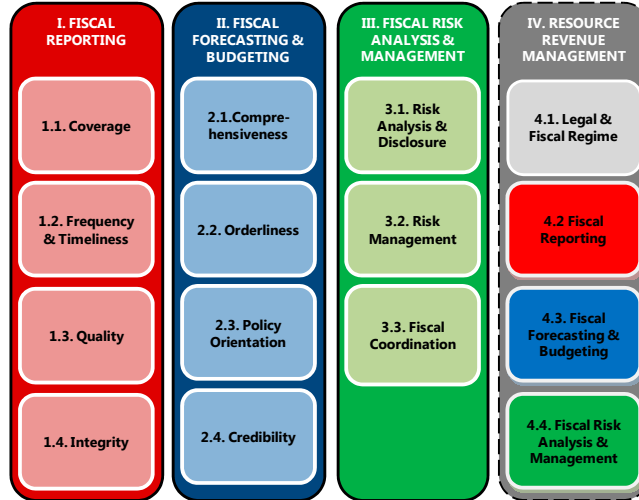 I. FISCAL
REPORTING
1.1. Coverage
1.2. Frequency
& Timeliness
1.3. Quality
1.4. Integrity
II. FISCAL
FORECASTING &
BUDGETING
2.1.Compre-
hensiveness
2.2. Orderliness
2.3. Policy
Orientation
2.4. Credibility
III. FISCAL RISK
ANALYSIS &
MANAGEMENT
3.1. Risk
Analysis &
Disclosure
3.2. Risk
Management
3.3. Fiscal
Coordination
IV. RESOURCE
REVENUE
MANAGEMENT
4.1. Legal &
Fiscal Regime
4.2 Fiscal
Reporting
4.3. Fiscal
Forecasting &
Budgeting
4.4. Fiscal Risk
Analysis &
Management